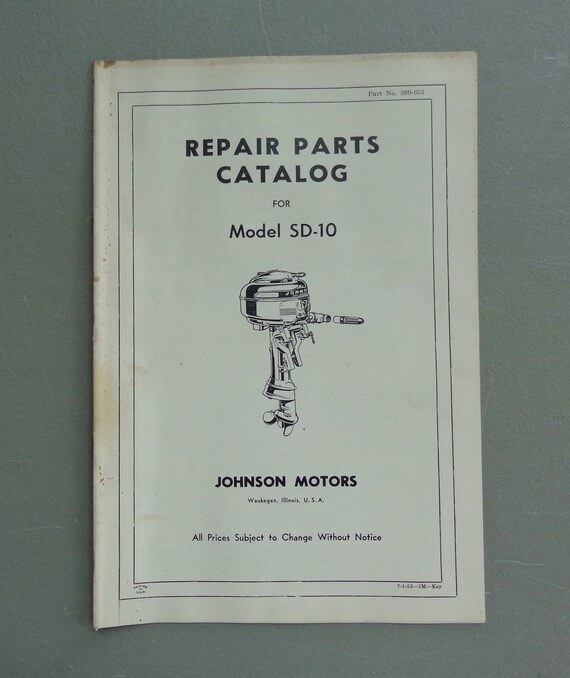 Part No. 300-653
REPAIR PARTS
CATALOG
FOR
Model SD-10
JOHNSON MOTORS
Waukegan, Illinois, U. S. A.
All Prices Subject to Change Without Notice